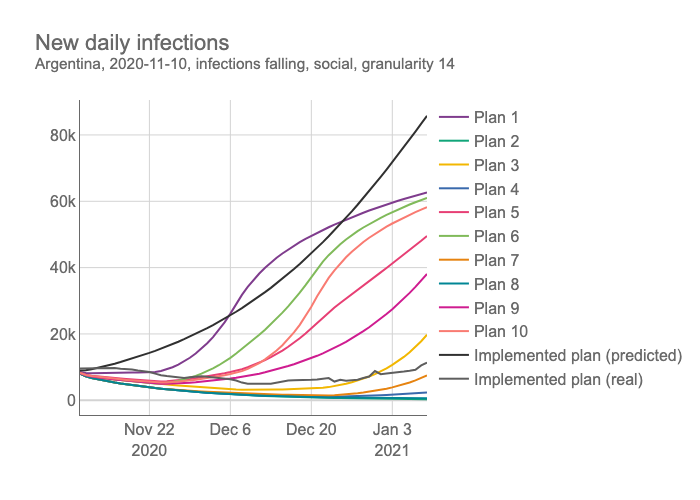 New daily infections
Argentina, 2020-11-10, infections falling, social, granularity 14
80k
60k
40k
20k
0
Nov 22
2020
Dec 6
Dec 20
Jan 3
2021
Plan 1
Plan 2
Plan 3
Plan 4
Plan 5
Plan 6
Plan 7
Plan 8
Plan 9
Plan 10
Implemented plan (predicted)
Implemented plan (real)